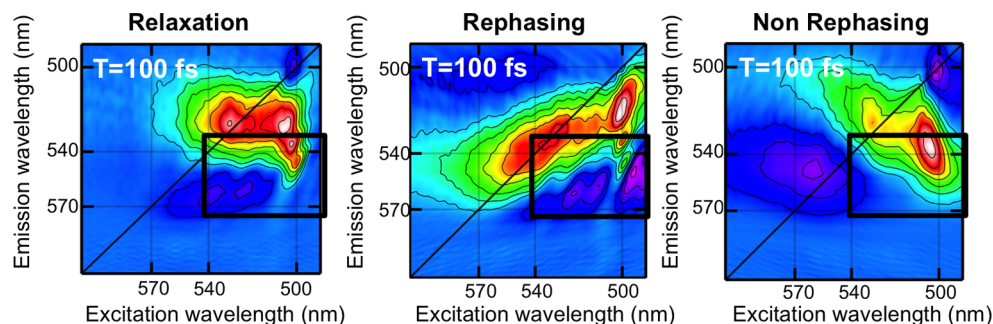 Relaxation
Rephasing
Non Rephasing
Emission wavelength (nm)
500
540
570
T=100 fs
570
540
500
Excitation wavelength (nm)
Emission wavelength (nm)
500
540
570
T=100 fs
570
540
500
Excitation wavelength (nm)
Emission wavelength (nm)
500
540
570
T=100 fs
570
540
500
Excitation wavelength (nm)